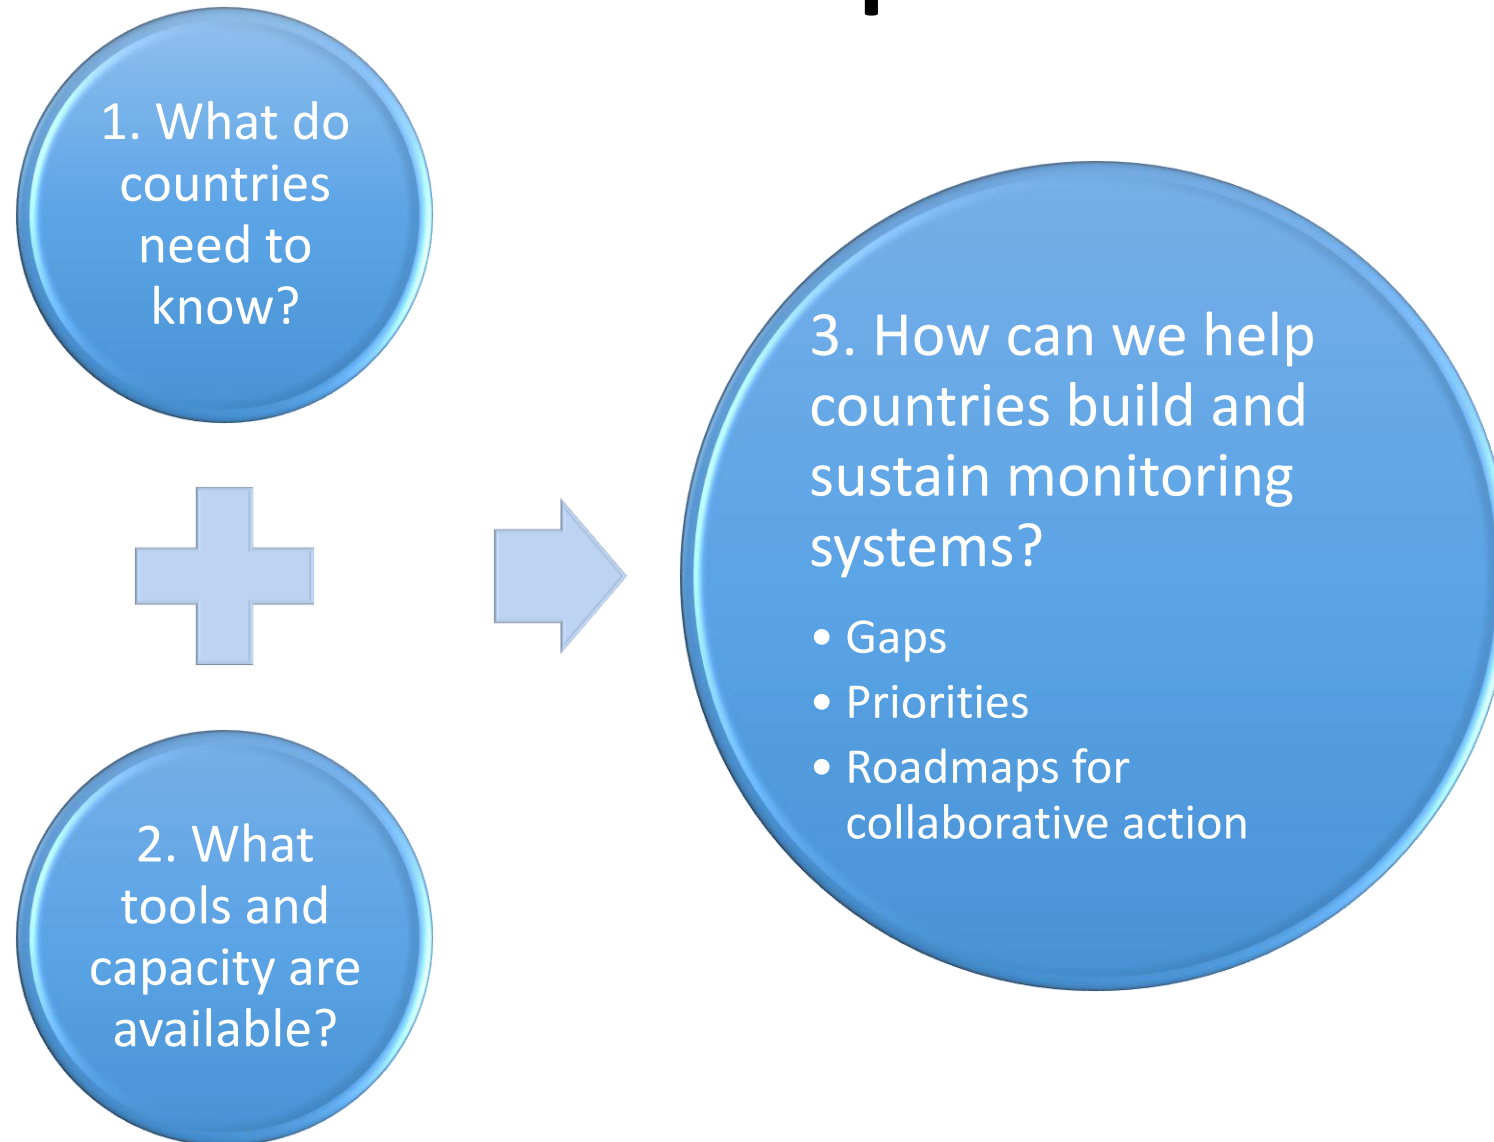 1. What do
countries
need to
know?
2. What
tools and
capacity are
available?
3. How can we help
countries build and
sustain monitoring
systems?
• Gaps
• Priorities
• Roadmaps for
collaborative action